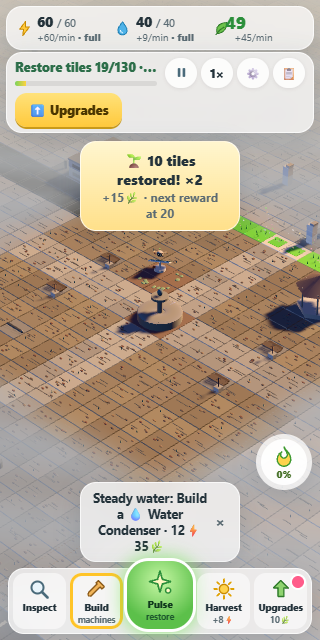 60 / 60
+60/min · full
40 / 40
+9/min · full
49
+45/min
Restore tiles 19/130 ·...
1×
Upgrades
10 tiles
restored! ×2
+15 · next reward
at 20
0%
Steady water: Build
a Water
Condenser · 12
35
×
Inspect
Build
machines
Pulse
restore
Harvest
+8
Upgrades
10